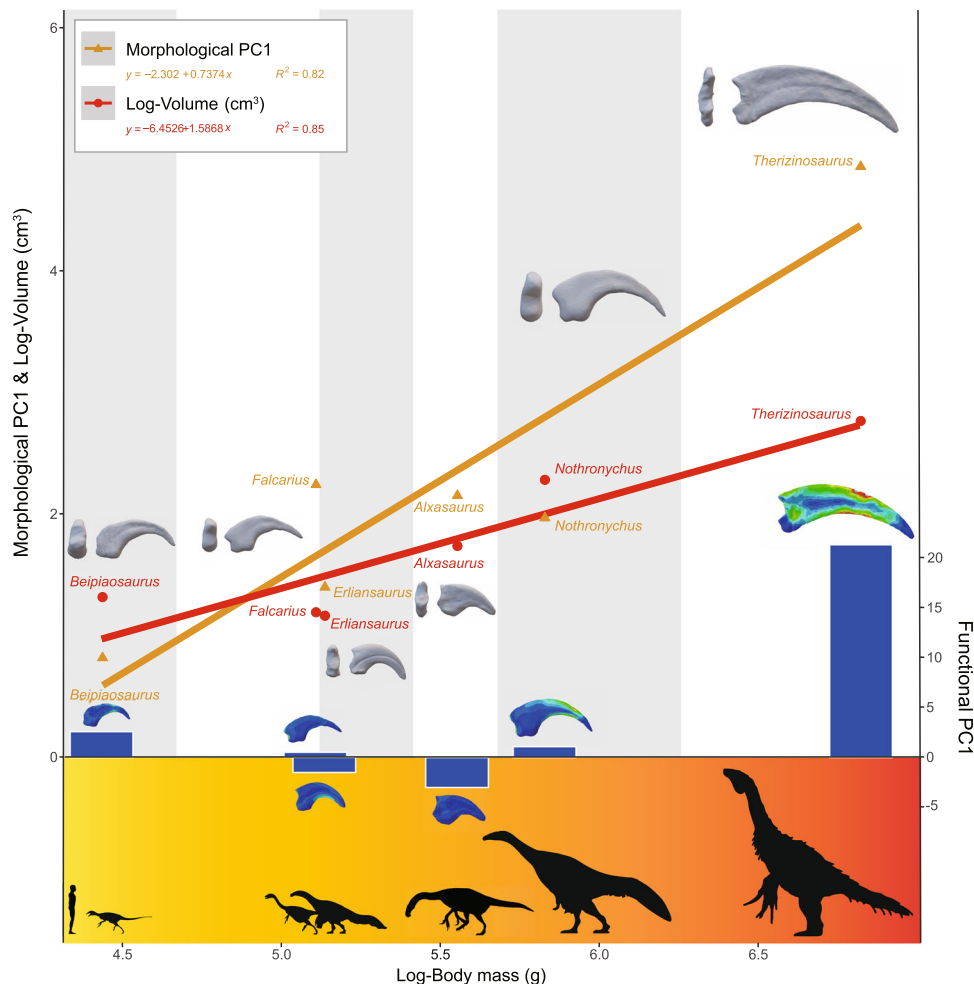 6
Morphological PC1
y = −2.302 +0.7374x R² = 0.82
Log-Volume (cm³)
y =−6.4526+1.5868 x R² = 0.85
Therizinosaurus
Morphological PC1 & Log-Volume (cm³)
4
Therizinosaurus
Falcarius
Nothronychus
Alxasaurus
2
Nothronychus
Alxasaurus
20
Beipiaosaurus
Erliansaurus
Falcarius
Erliansaurus
15
Functional PC1
10
Beipiaosaurus
5
0
0
-5
4.5 5.0 5.5 6.0 6.5
Log-Body mass (g)